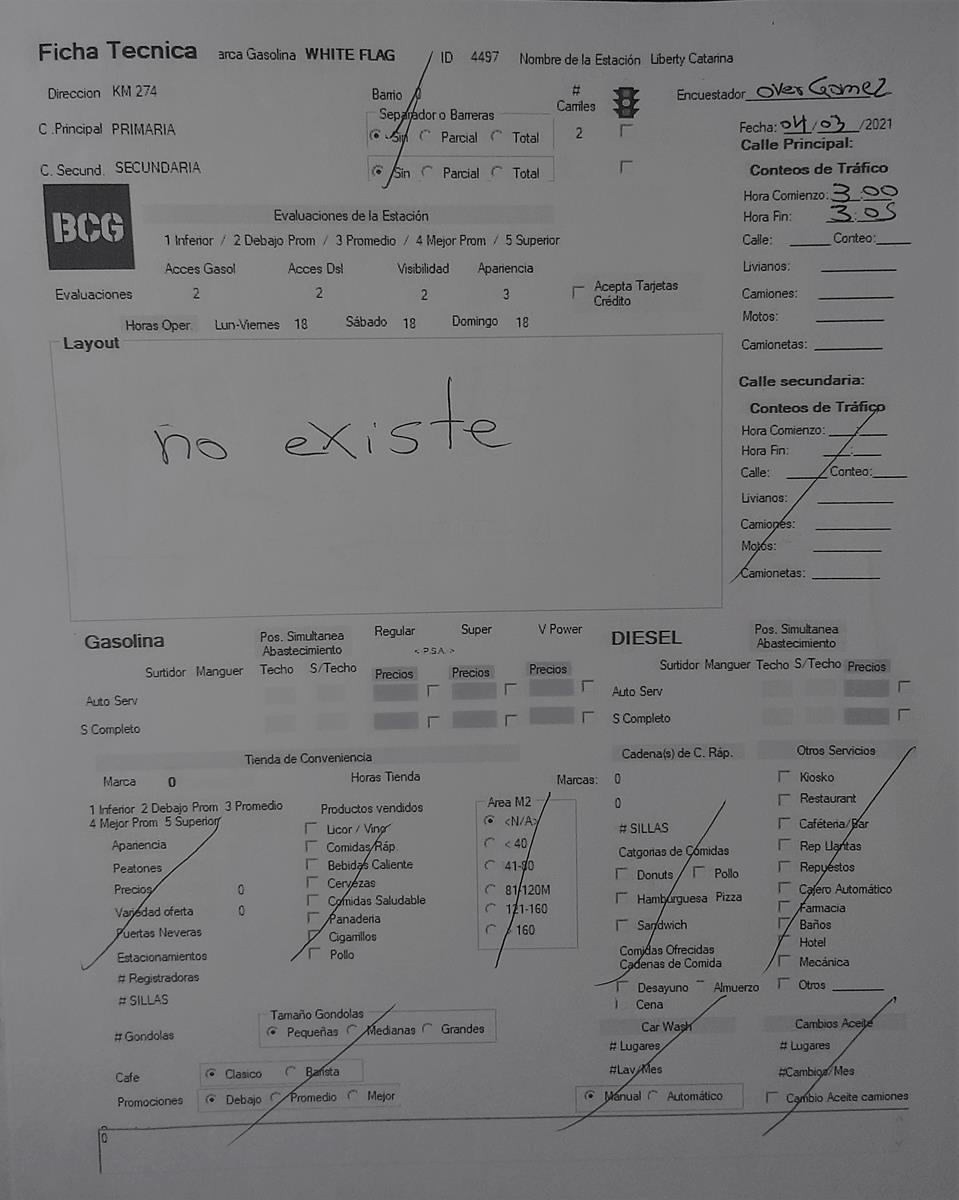 Ficha Tecnica arca Gasolina WHITE FLAG ID 4497 Nombre de la Estación Liberty Catarina
Direccion KM 274 Barrio 0 # Carriles Encuestador Over Gomez
Separador o Barreras
C .Principal PRIMARIA Sin Parcial Total 2 Fecha: 04/03/2021
Calle Principal:
C. Secund. SECUNDARIA Sin Parcial Total Conteos de Tráfico
Hora Comienzo: 3:00
BCG Evaluaciones de la Estación Hora Fin: 3:05
1 Inferior / 2 Debajo Prom / 3 Promedio / 4 Mejor Prom / 5 Superior Calle: Conteo:
Acces Gasol Acces Dsl Visibilidad Apariencia Livianos:
Evaluaciones 2 2 2 3 Acepta Tarjetas Crédito Camiones:
Horas Oper. Lun-Viernes 18 Sábado 18 Domingo 18 Motos:
Layout Camionetas:
Calle secundaria:
no existe Conteos de Tráfico
Hora Comienzo: :
Hora Fin: :
Calle: Conteo:
Livianos:
Camiones:
Motos:
Camionetas:
Gasolina Pos. Simultanea Abastecimiento Regular Super V Power DIESEL Pos. Simultanea Abastecimiento
< P.S.A. >
Surtidor Manguer Techo S/Techo Precios Precios Precios Surtidor Manguer Techo S/Techo Precios
Auto Serv Auto Serv
S Completo S Completo
Tienda de Conveniencia Cadena(s) de C. Ráp. Otros Servicios
Marca 0 Horas Tienda Marcas: 0 Kiosko
1 Inferior 2 Debajo Prom 3 Promedio Productos vendidos Area M2 0 Restaurant
4 Mejor Prom 5 Superior Licor / Vino <N/A> # SILLAS Caféteria/Bar
Apariencia Comidas Ráp. < 40 Catgorias de Comidas Rep Llantas
Peatones Bebidas Caliente 41-80 Donuts Pollo Repuestos
Precios 0 Cervezas 81-120M Hamburguesa Pizza Cajero Automático
Variedad oferta 0 Comidas Saludable 121-160 Farmacia
Puertas Neveras Panaderia > 160 Sandwich Baños
Estacionamientos Cigarrillos Comidas Ofrecidas Hotel
# Registradoras Pollo Cadenas de Comida Mecánica
# SILLAS Desayuno Almuerzo Otros
Cena
# Gondolas Tamaño Gondolas Car Wash Cambios Aceite
Pequeñas Medianas Grandes # Lugares # Lugares
Cafe Clasico Barista #Lav/Mes #Cambios/Mes
Promociones Debajo Promedio Mejor Manual Automático Cambio Aceite camiones
0